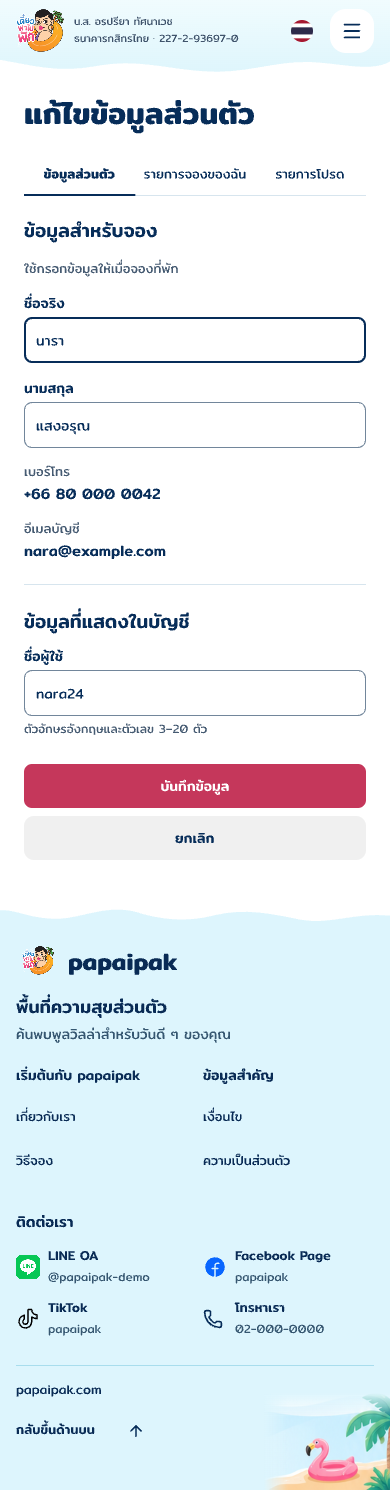 เที่ยว
พาไป
พัก
น.ส. อรปรียา ทัศนาเวช
ธนาคารกสิกรไทย · 227-2-93697-0
แก้ไขข้อมูลส่วนตัว
ข้อมูลส่วนตัว
รายการจองของฉัน
รายการโปรด
ข้อมูลสำหรับจอง
ใช้กรอกข้อมูลให้เมื่อจองที่พัก
ชื่อจริง
นารา
นามสกุล
แสงอรุณ
เบอร์โทร
+66 80 000 0042
อีเมลบัญชี
nara@example.com
ข้อมูลที่แสดงในบัญชี
ชื่อผู้ใช้
nara24
ตัวอักษรอังกฤษและตัวเลข 3–20 ตัว
บันทึกข้อมูล
ยกเลิก
papaipak
พื้นที่ความสุขส่วนตัว
ค้นพบพูลวิลล่าสำหรับวันดี ๆ ของคุณ
เริ่มต้นกับ papaipak
เกี่ยวกับเรา
วิธีจอง
ข้อมูลสำคัญ
เงื่อนไข
ความเป็นส่วนตัว
ติดต่อเรา
LINE
LINE OA
@papaipak-demo
Facebook Page
papaipak
TikTok
papaipak
โทรหาเรา
02-000-0000
papaipak.com
กลับขึ้นด้านบน